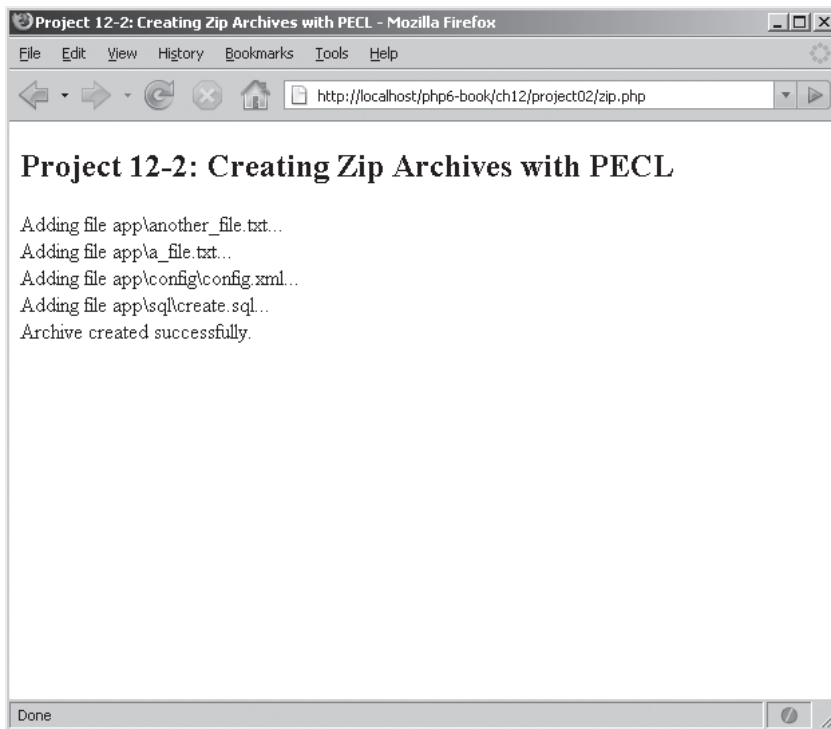 Project 12-2: Creating Zip Archives with PECL - Mozilla Firefox
File Edit View History Bookmarks Tools Help
http://localhost/php6-book/ch12/project02/zip.php
Project 12-2: Creating Zip Archives with PECL
Adding file app\another_file.txt...
Adding file app\a_file.txt...
Adding file app\config\config.xml...
Adding file app\sql\create.sql...
Archive created successfully.
Done